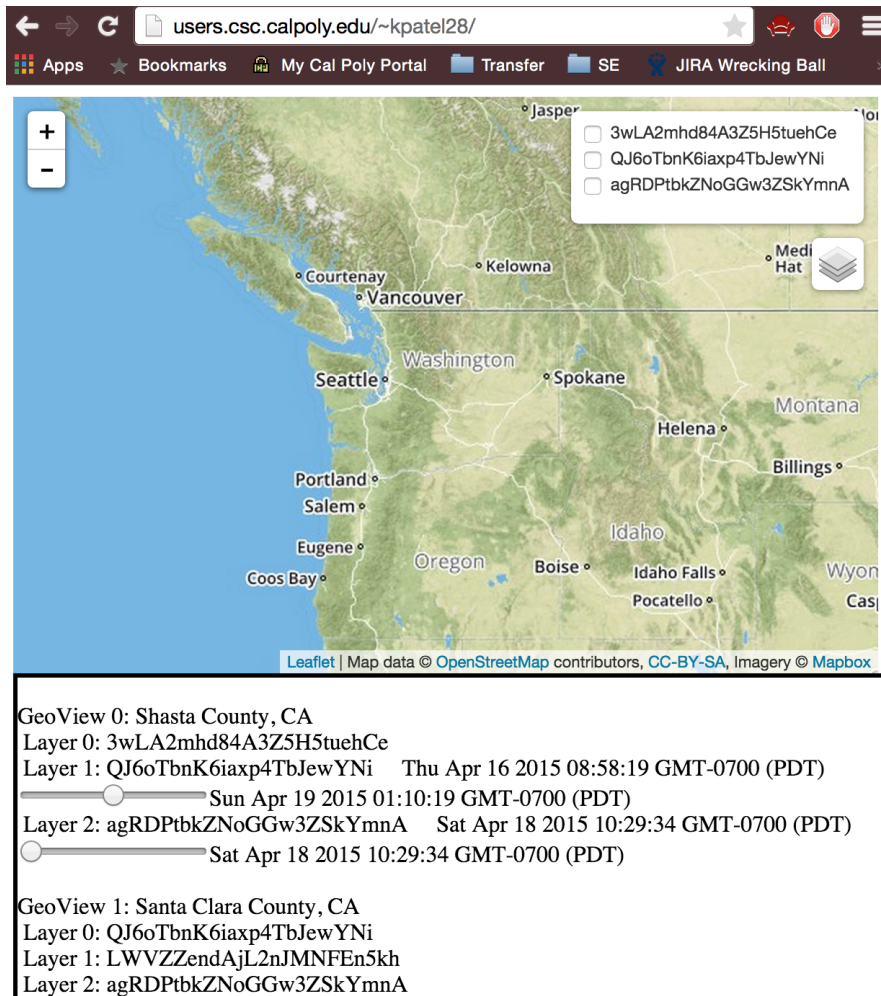 users.csc.calpoly.edu/~kpatel28/
Apps Bookmarks My Cal Poly Portal Transfer SE JIRA Wrecking Ball
+
−
Jasper
3wLA2mhd84A3Z5H5tuehCe
QJ6oTbnK6iaxp4TbJewYNi
agRDPtbkZNoGGw3ZSkYmnA
Kelowna
Medi
Hat
Courtenay
Vancouver
Washington
Seattle
Spokane
Montana
Helena
Billings
Portland
Salem
Idaho
Eugene
Oregon
Boise
Idaho Falls
Wyon
Coos Bay
Pocatello
Casp
Leaflet | Map data © OpenStreetMap contributors, CC-BY-SA, Imagery © Mapbox
GeoView 0: Shasta County, CA
Layer 0: 3wLA2mhd84A3Z5H5tuehCe
Layer 1: QJ6oTbnK6iaxp4TbJewYNi Thu Apr 16 2015 08:58:19 GMT-0700 (PDT)
Sun Apr 19 2015 01:10:19 GMT-0700 (PDT)
Layer 2: agRDPtbkZNoGGw3ZSkYmnA Sat Apr 18 2015 10:29:34 GMT-0700 (PDT)
Sat Apr 18 2015 10:29:34 GMT-0700 (PDT)
GeoView 1: Santa Clara County, CA
Layer 0: QJ6oTbnK6iaxp4TbJewYNi
Layer 1: LWVZZendAjL2nJMNFEn5kh
Layer 2: agRDPtbkZNoGGw3ZSkYmnA